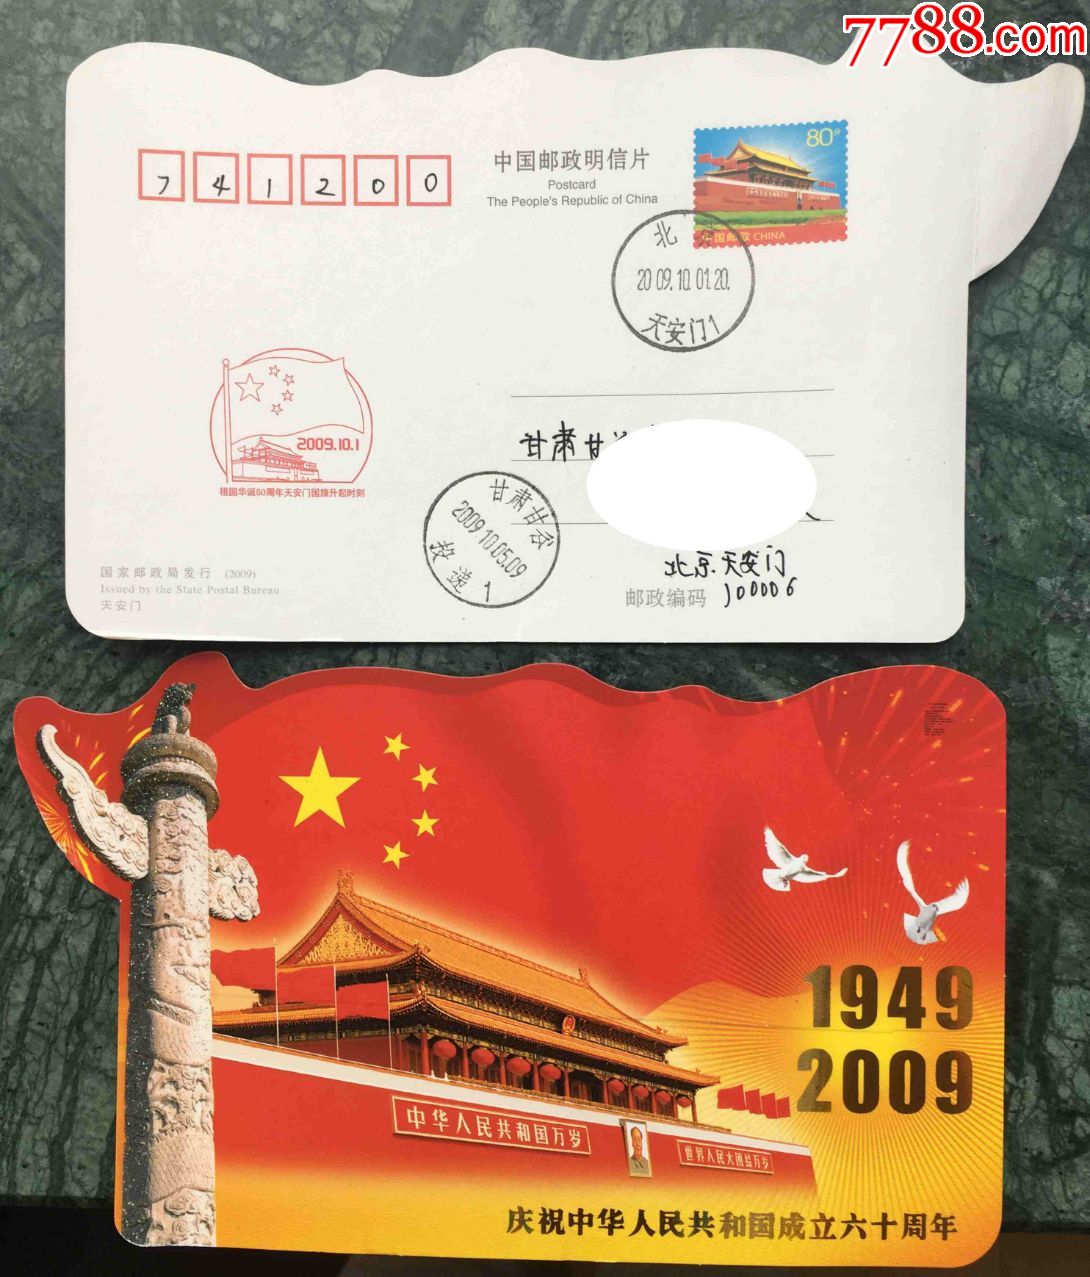 7788.com
741200
中国邮政明信片
Postcard
The People's Republic of China
80分
中国邮政 CHINA
北京
2009.10.01.20.
天安门1
2009.10.1
祖国华诞60周年天安门国旗升起时刻
甘肃甘
甘肃甘谷
2009.10.05.09
投递1
北京天安门
邮政编码 100006
国家邮政局发行 (2009)
Issued by the State Postal Bureau
天安门
1949
2009
中华人民共和国万岁
世界人民大团结万岁
庆祝中华人民共和国成立六十周年